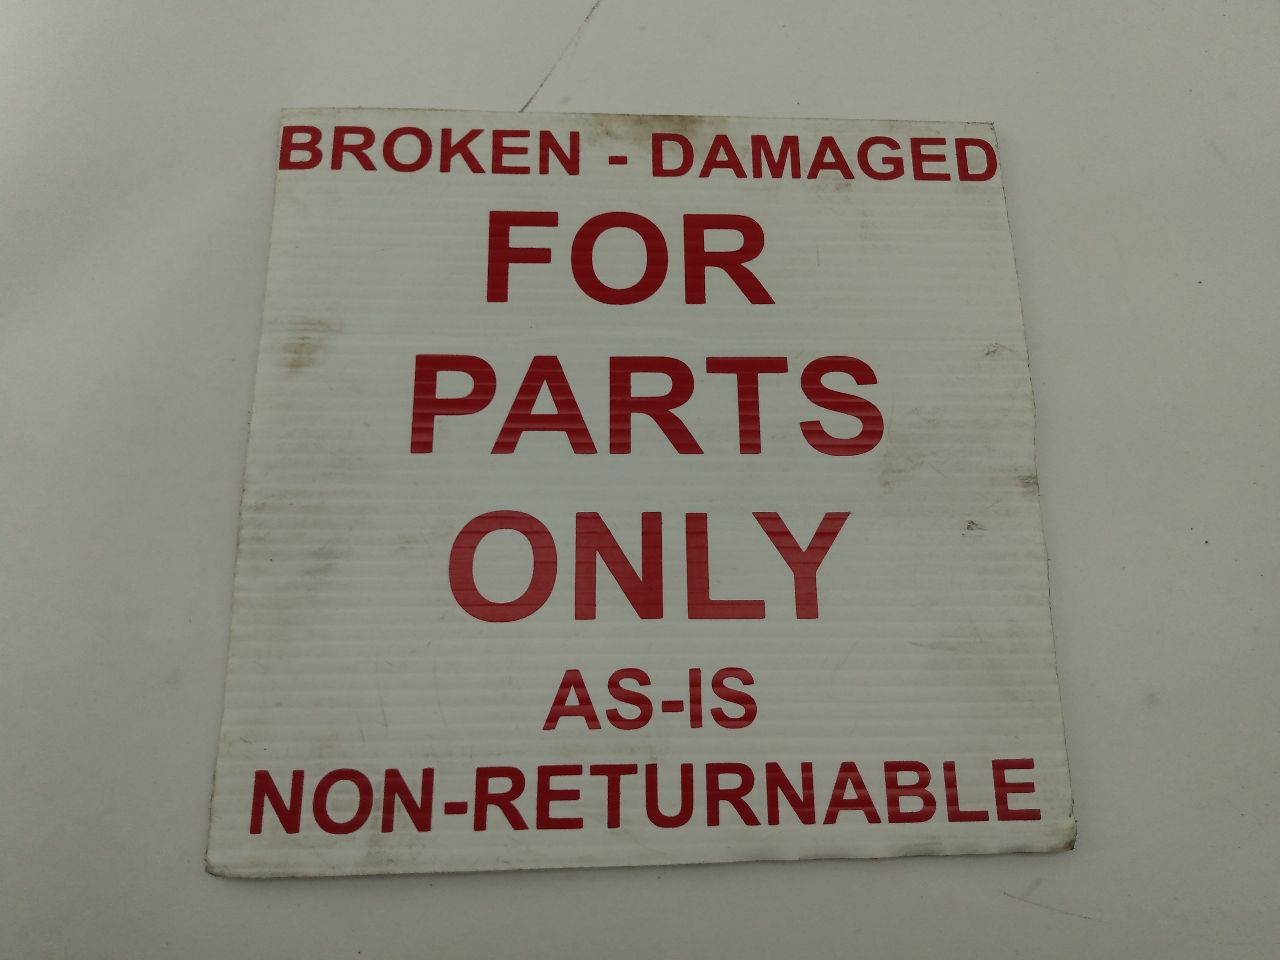 BROKEN - DAMAGED
FOR
PARTS
ONLY
AS-IS
NON-RETURNABLE